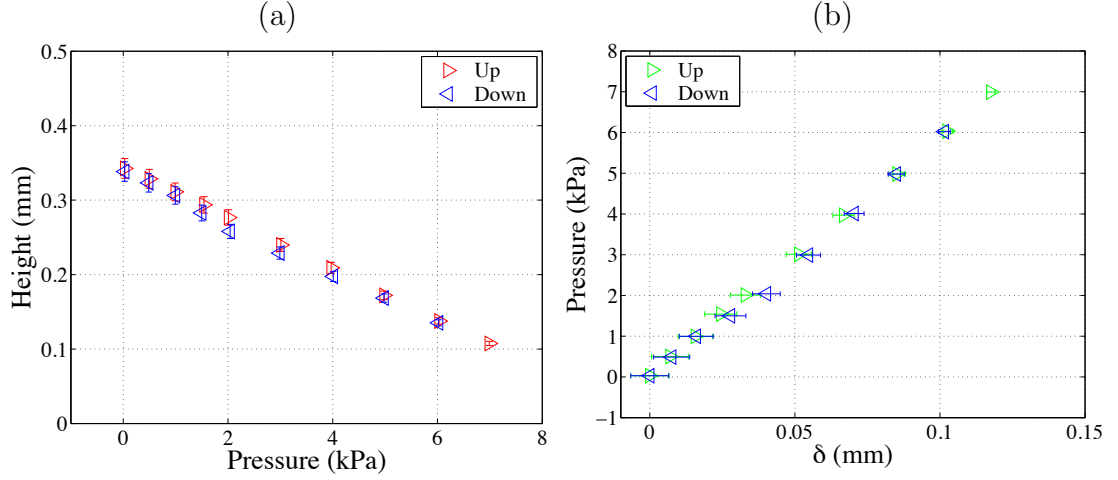 (a)
0.5
0.4
0.3
0.2
0.1
0
Height (mm)
0 2 4 6 8
Pressure (kPa)
Up
Down
(b)
8
7
6
5
4
3
2
1
0
−1
Pressure (kPa)
0 0.05 0.1 0.15
δ (mm)
Up
Down